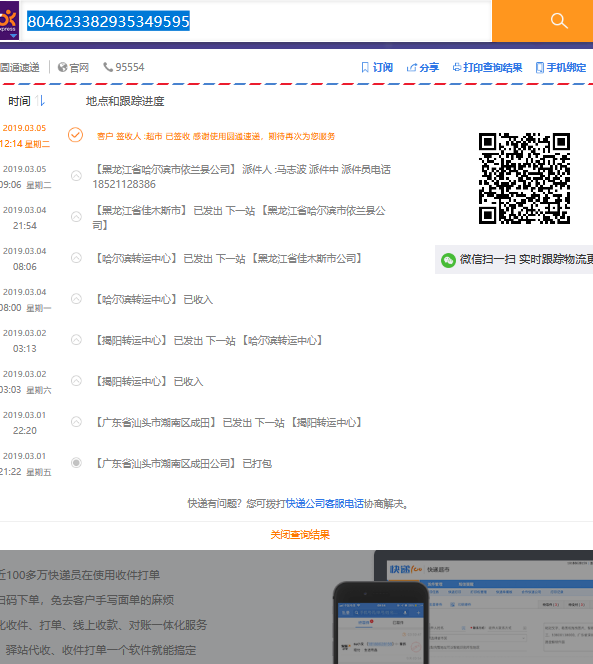 804623382935349595
xpress
圆通速递 官网 95554 订阅 分享 打印查询结果 手机绑定
时间 地点和跟踪进度
2019.03.05
12:14 星期二
客户 签收人 :超市 已签收 感谢使用圆通速递，期待再次为您服务
2019.03.05
09:06 星期二
【黑龙江省哈尔滨市依兰县公司】 派件人 :马志波 派件中 派件员电话
18521128386
2019.03.04
21:54
【黑龙江省佳木斯市】 已发出 下一站 【黑龙江省哈尔滨市依兰县公
司】
2019.03.04
08:06
【哈尔滨转运中心】 已发出 下一站 【黑龙江省佳木斯市公司】
微信扫一扫 实时跟踪物流更
2019.03.04
08:00 星期一
【哈尔滨转运中心】 已收入
2019.03.02
03:13
【揭阳转运中心】 已发出 下一站 【哈尔滨转运中心】
2019.03.02
03:03 星期六
【揭阳转运中心】 已收入
2019.03.01
22:20
【广东省汕头市潮南区成田】 已发出 下一站 【揭阳转运中心】
2019.03.01
21:22 星期五
【广东省汕头市潮南区成田公司】 已打包
快递有问题？您可拨打快递公司客服电话协商解决。
关闭查询结果
近100多万快递员在使用收件打单
扫码下单，免去客户手写面单的麻烦
化收件、打单、线上收款、对账一体化服务
驿站代收、收件打单一个软件就能搞定
快递 快递超市